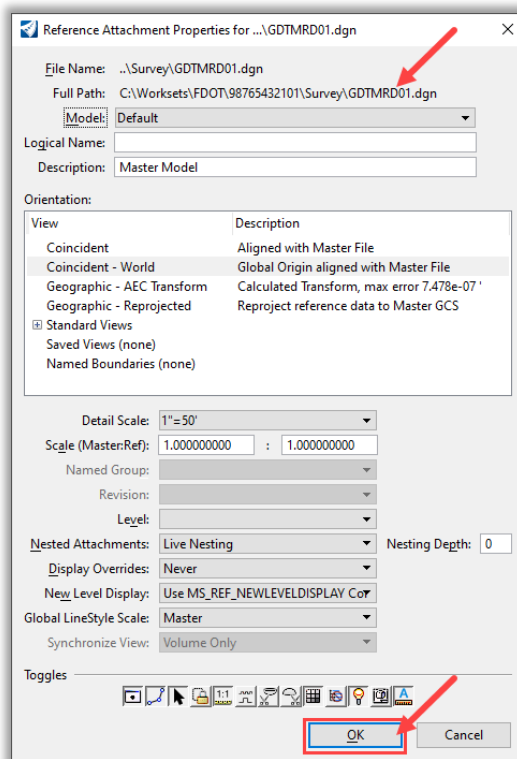 Reference Attachment Properties for ...\GDTMRD01.dgn
File Name: ..\Survey\GDTMRD01.dgn
Full Path: C:\Worksets\FDOT\98765432101\Survey\GDTMRD01.dgn
Model: Default
Logical Name:
Description: Master Model
Orientation:
View Description
Coincident Aligned with Master File
Coincident - World Global Origin aligned with Master File
Geographic - AEC Transform Calculated Transform, max error 7.478e-07 '
Geographic - Reprojected Reproject reference data to Master GCS
Standard Views
Saved Views (none)
Named Boundaries (none)
Detail Scale: 1"=50'
Scale (Master:Ref): 1.000000000 : 1.000000000
Named Group:
Revision:
Level:
Nested Attachments: Live Nesting Nesting Depth: 0
Display Overrides: Never
New Level Display: Use MS_REF_NEWLEVELDISPLAY Co
Global LineStyle Scale: Master
Synchronize View: Volume Only
Toggles
1:1 A
OK Cancel